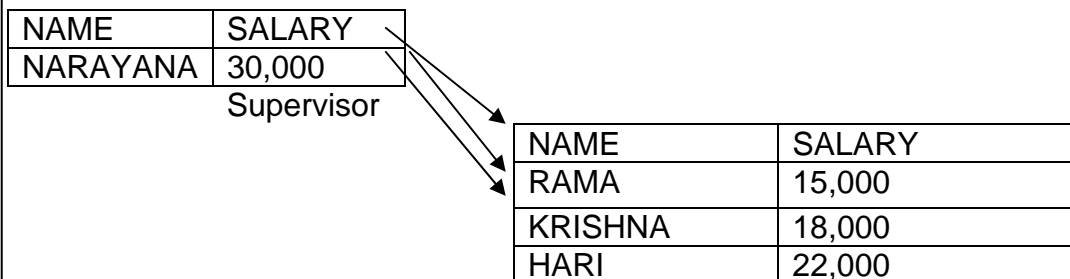 NAME SALARY
NARAYANA 30,000
Supervisor
NAME SALARY
RAMA 15,000
KRISHNA 18,000
HARI 22,000